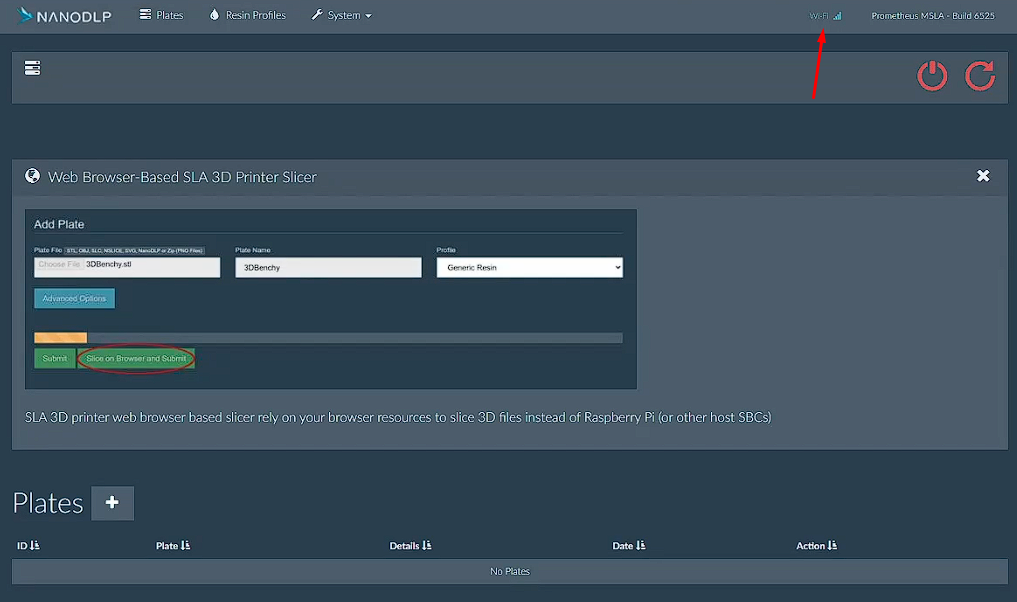 NANODLP Plates Resin Profiles System Wi-Fi Prometheus MSLA - Build 6525
Web Browser-Based SLA 3D Printer Slicer
Add Plate
Plate File STL, OBJ, SLC, NSLICE, SVG, NanoDLP or Zip (PNG Files) Plate Name Profile
Choose File 3DBenchy.stl 3DBenchy Generic Resin
Advanced Options
Submit Slice on Browser and Submit
SLA 3D printer web browser based slicer rely on your browser resources to slice 3D files instead of Raspberry Pi (or other host SBCs)
Plates +
ID Plate Details Date Action
No Plates